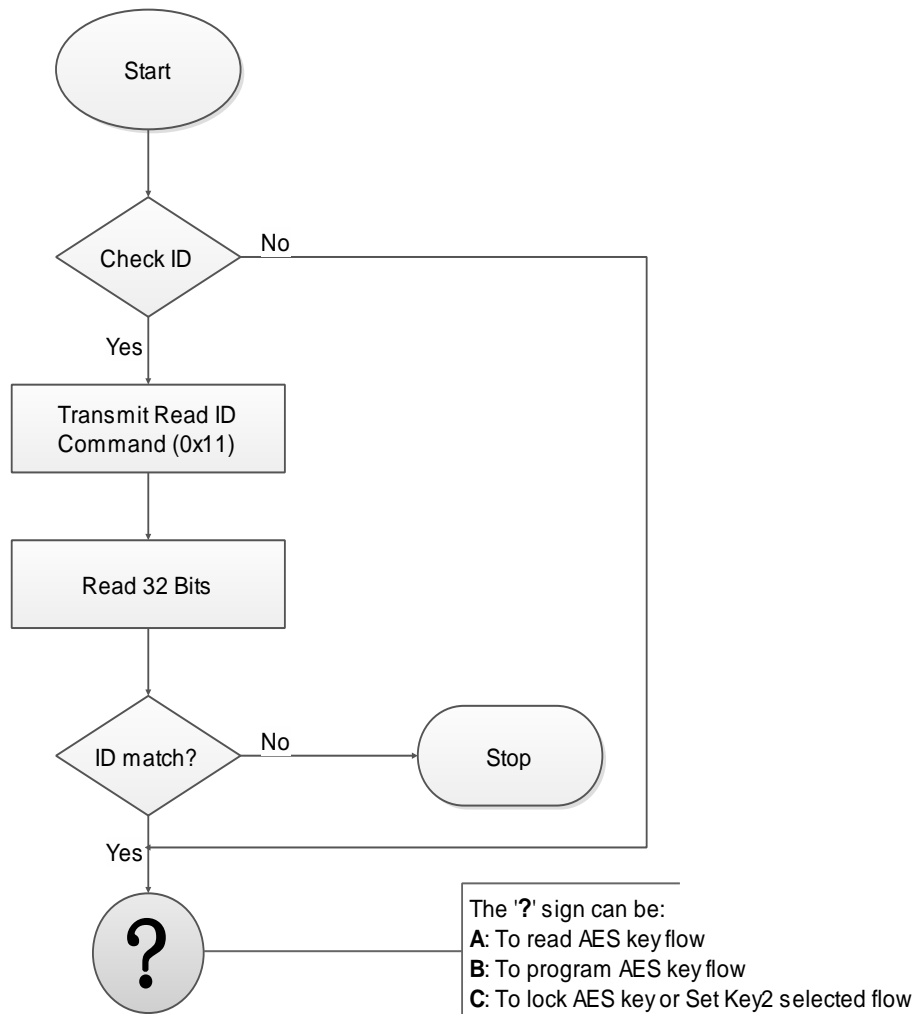 Start
Check ID
No
Yes
Transmit Read ID
Command (0x11)
Read 32 Bits
ID match?
No
Stop
Yes
?
The '?' sign can be:
A: To read AES key flow
B: To program AES key flow
C: To lock AES key or Set Key2 selected flow